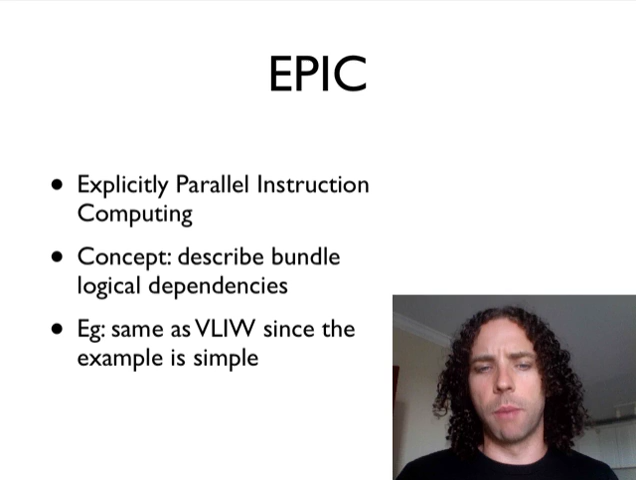 EPIC
• Explicitly Parallel Instruction
Computing
• Concept: describe bundle
logical dependencies
• Eg: same as VLIW since the
example is simple